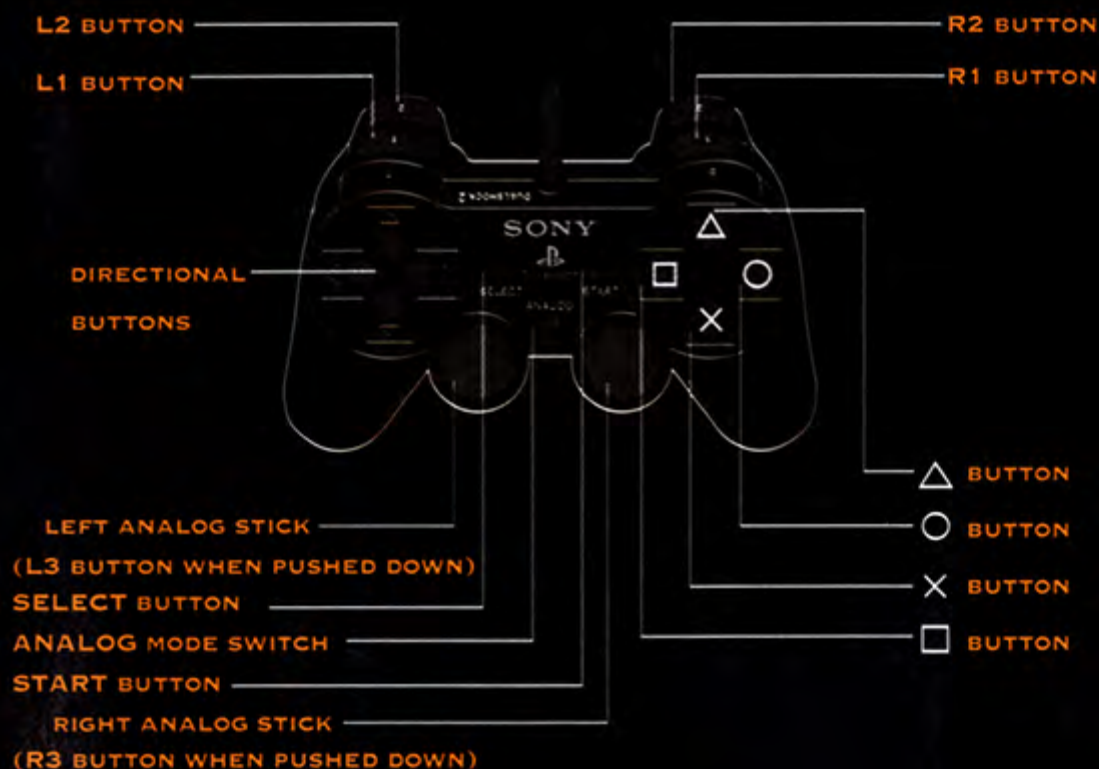 L2 BUTTON
R2 BUTTON
L1 BUTTON
R1 BUTTON
DUALSHOCK 2
SONY
DIRECTIONAL
BUTTONS
SELECT
START
ANALOG
△ BUTTON
LEFT ANALOG STICK
○ BUTTON
(L3 BUTTON WHEN PUSHED DOWN)
✕ BUTTON
SELECT BUTTON
ANALOG MODE SWITCH
□ BUTTON
START BUTTON
RIGHT ANALOG STICK
(R3 BUTTON WHEN PUSHED DOWN)